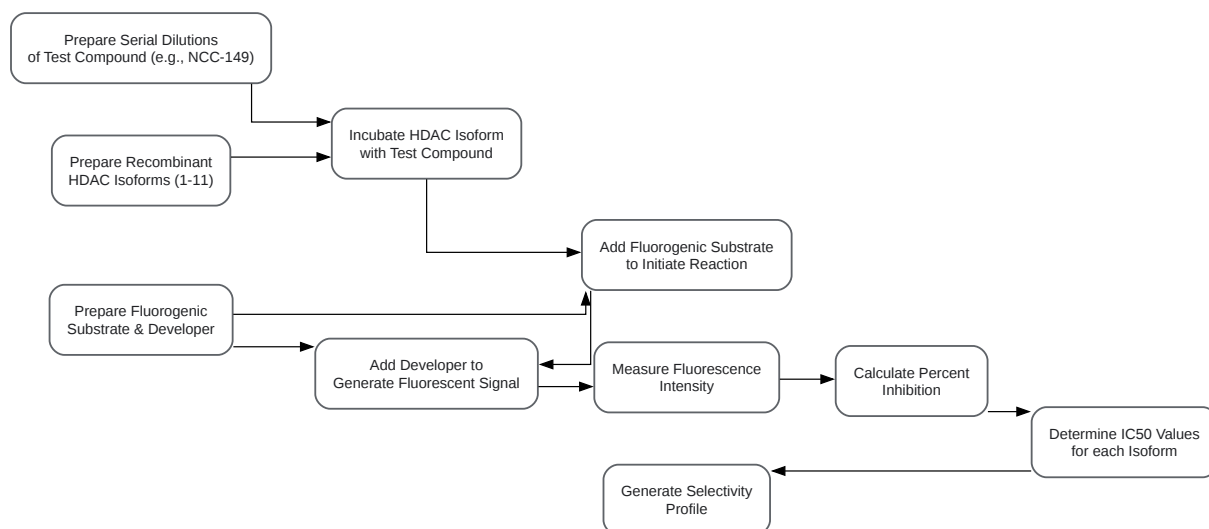 Prepare Serial Dilutions
of Test Compound (e.g., NCC-149)
Incubate HDAC Isoform
with Test Compound
Prepare Recombinant
HDAC Isoforms (1-11)
Add Fluorogenic Substrate
to Initiate Reaction
Prepare Fluorogenic
Substrate & Developer
Add Developer to
Generate Fluorescent Signal
Measure Fluorescence
Intensity
Calculate Percent
Inhibition
Determine IC50 Values
for each Isoform
Generate Selectivity
Profile